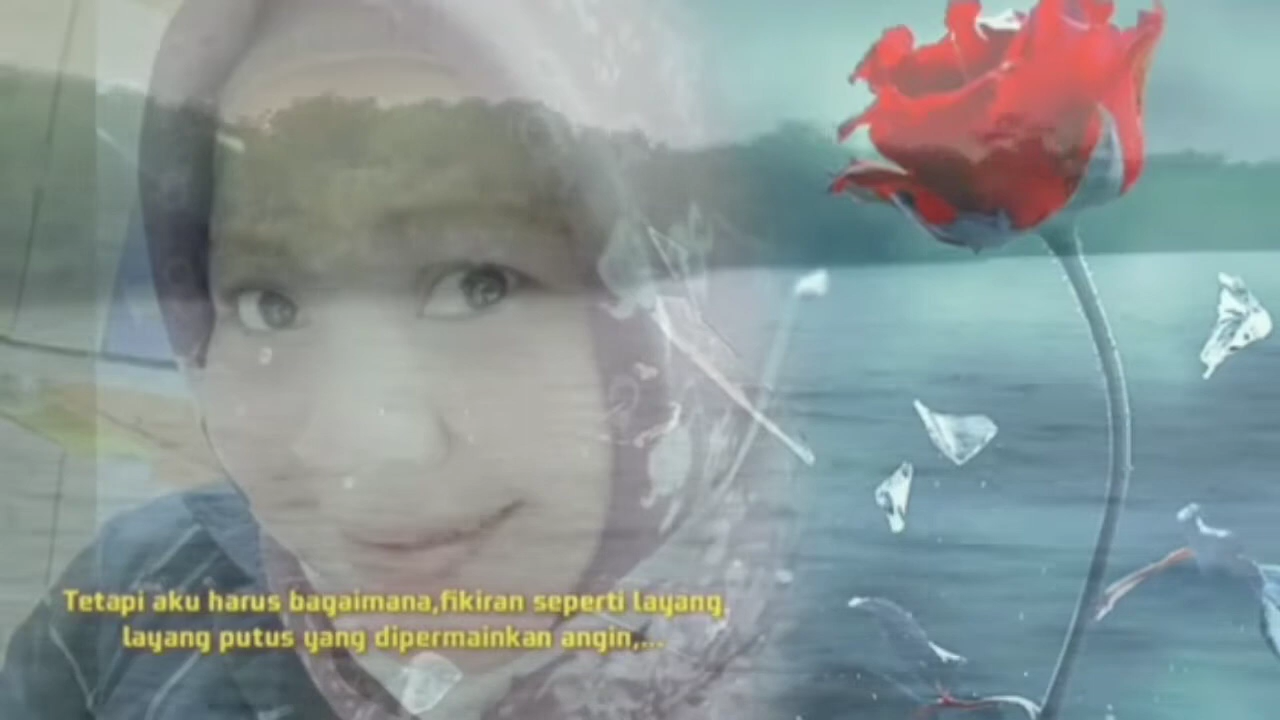 Tetapi aku harus bagaimana,fikiran seperti layang,
layang putus yang dipermainkan angin,...